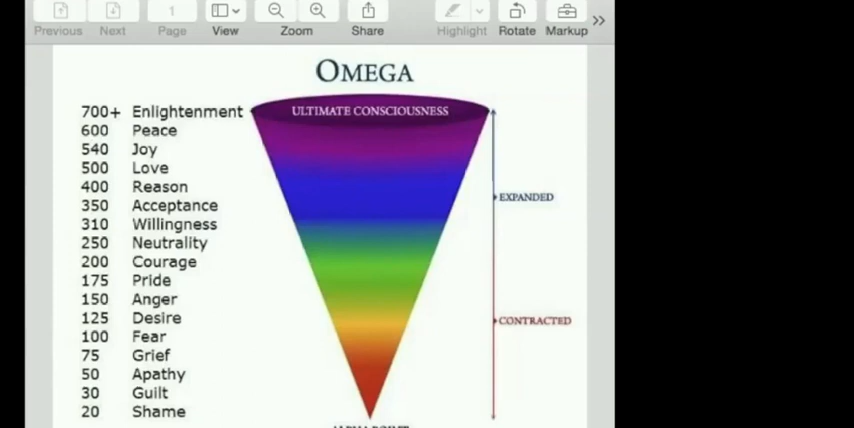 Previous Next Page View Zoom Share Highlight Rotate Markup
1
OMEGA
ULTIMATE CONSCIOUSNESS
700+ Enlightenment
600 Peace
540 Joy
500 Love
400 Reason
350 Acceptance
310 Willingness
250 Neutrality
200 Courage
175 Pride
150 Anger
125 Desire
100 Fear
75 Grief
50 Apathy
30 Guilt
20 Shame
EXPANDED
CONTRACTED